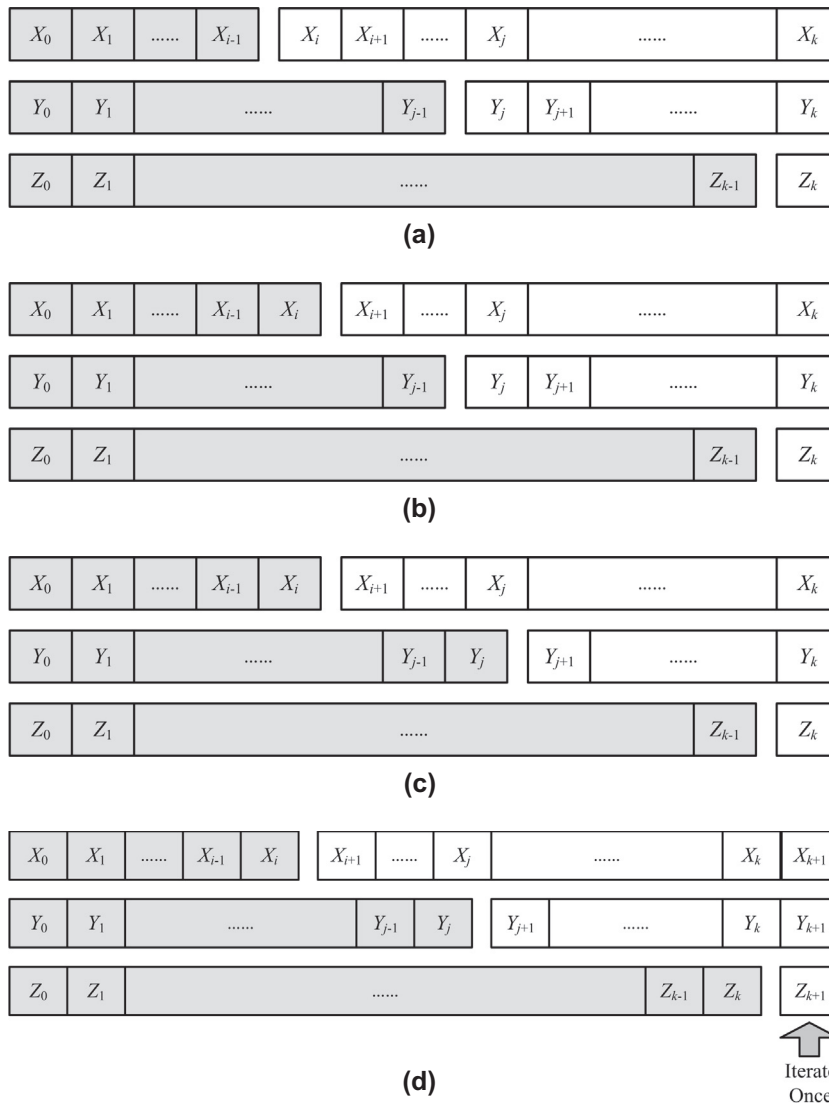 X0 X1 ...... Xi-1 Xi Xi+1 ...... Xj ...... Xk
Y0 Y1 ...... Yj-1 Yj Yj+1 ...... Yk
Z0 Z1 ...... Zk-1 Zk
(a)
X0 X1 ...... Xi-1 Xi Xi+1 ...... Xj ...... Xk
Y0 Y1 ...... Yj-1 Yj Yj+1 ...... Yk
Z0 Z1 ...... Zk-1 Zk
(b)
X0 X1 ...... Xi-1 Xi Xi+1 ...... Xj ...... Xk
Y0 Y1 ...... Yj-1 Yj Yj+1 ...... Yk
Z0 Z1 ...... Zk-1 Zk
(c)
X0 X1 ...... Xi-1 Xi Xi+1 ...... Xj ...... Xk Xk+1
Y0 Y1 ...... Yj-1 Yj Yj+1 ...... Yk Yk+1
Z0 Z1 ...... Zk-1 Zk Zk+1
Iterate
Once
(d)